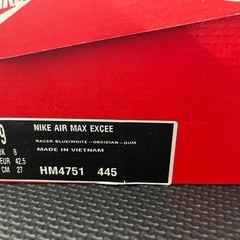 9
UK 8
EUR 42.5
CM 27
NIKE AIR MAX EXCEE
RACER BLUE/WHITE-OBSIDIAN-GUM
MADE IN VIETNAM
HM4751 445